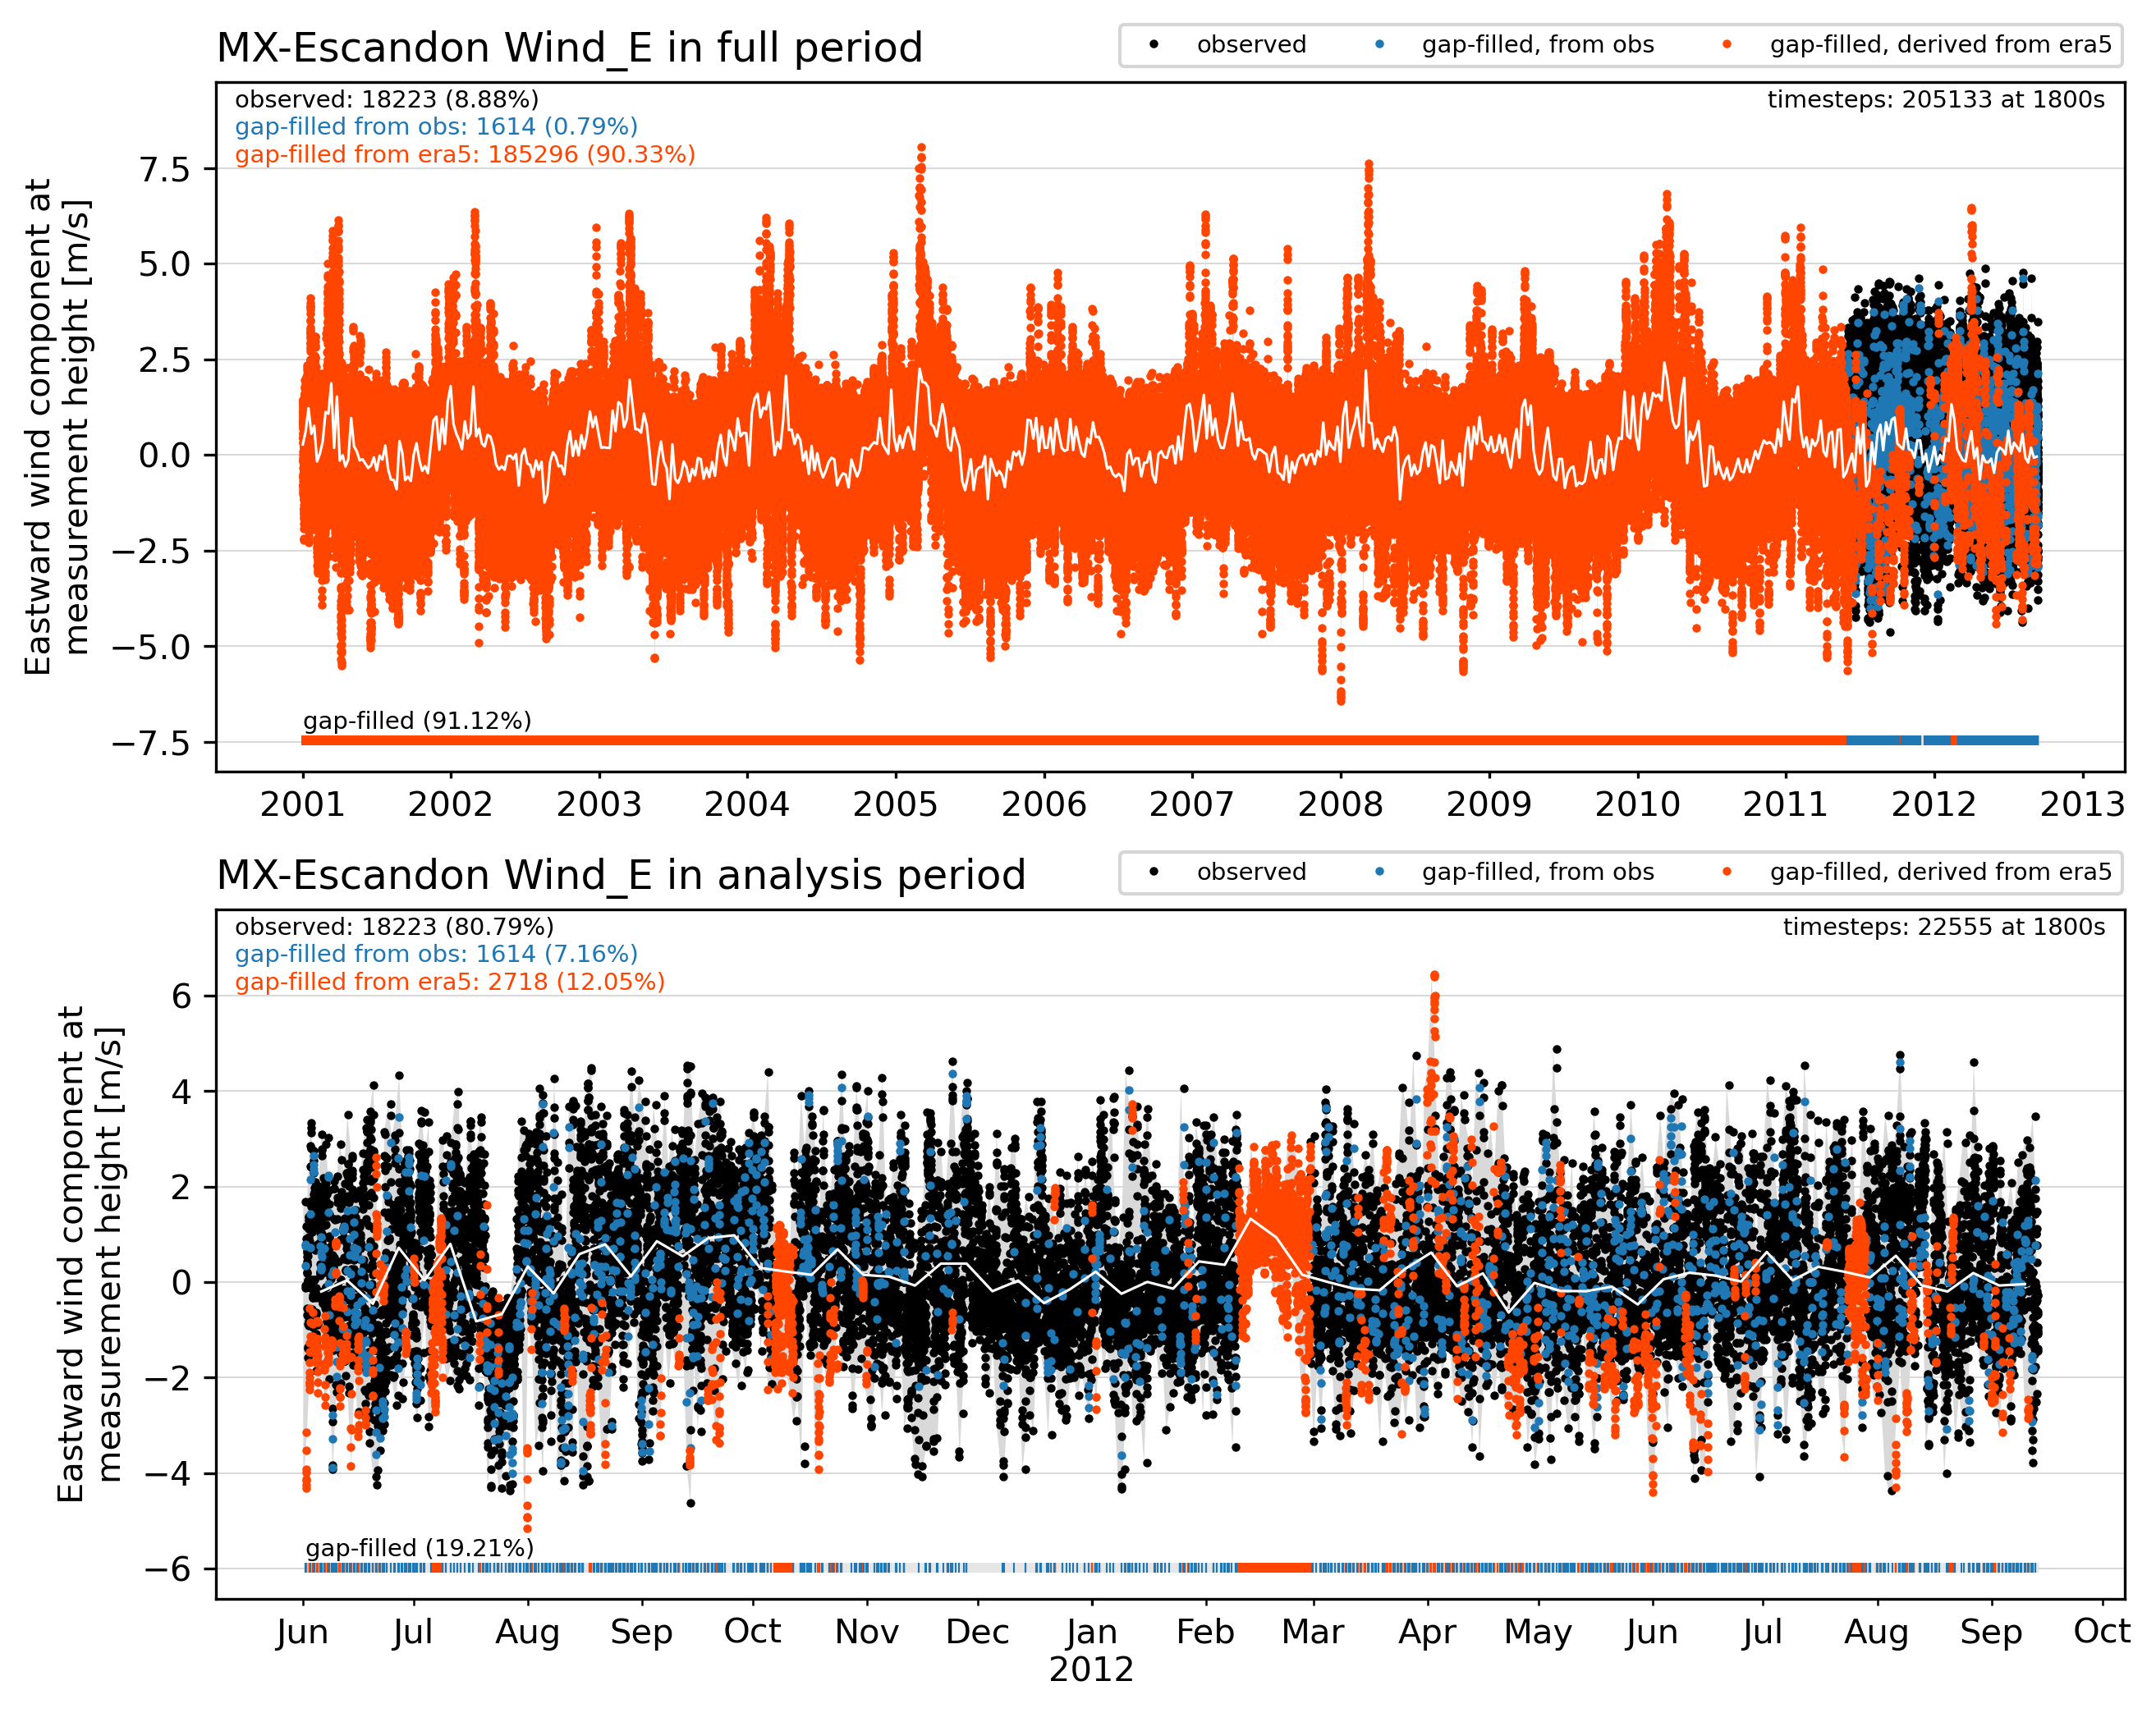 MX-Escandon Wind_E in full period
observed
gap-filled, from obs
gap-filled, derived from era5
observed: 18223 (8.88%)
gap-filled from obs: 1614 (0.79%)
gap-filled from era5: 185296 (90.33%)
timesteps: 205133 at 1800s
Eastward wind component at
measurement height [m/s]
7.5
5.0
2.5
0.0
−2.5
−5.0
−7.5
gap-filled (91.12%)
2001
2002
2003
2004
2005
2006
2007
2008
2009
2010
2011
2012
2013
MX-Escandon Wind_E in analysis period
observed
gap-filled, from obs
gap-filled, derived from era5
observed: 18223 (80.79%)
gap-filled from obs: 1614 (7.16%)
gap-filled from era5: 2718 (12.05%)
timesteps: 22555 at 1800s
Eastward wind component at
measurement height [m/s]
6
4
2
0
−2
−4
−6
gap-filled (19.21%)
Jun
Jul
Aug
Sep
Oct
Nov
Dec
Jan
2012
Feb
Mar
Apr
May
Jun
Jul
Aug
Sep
Oct